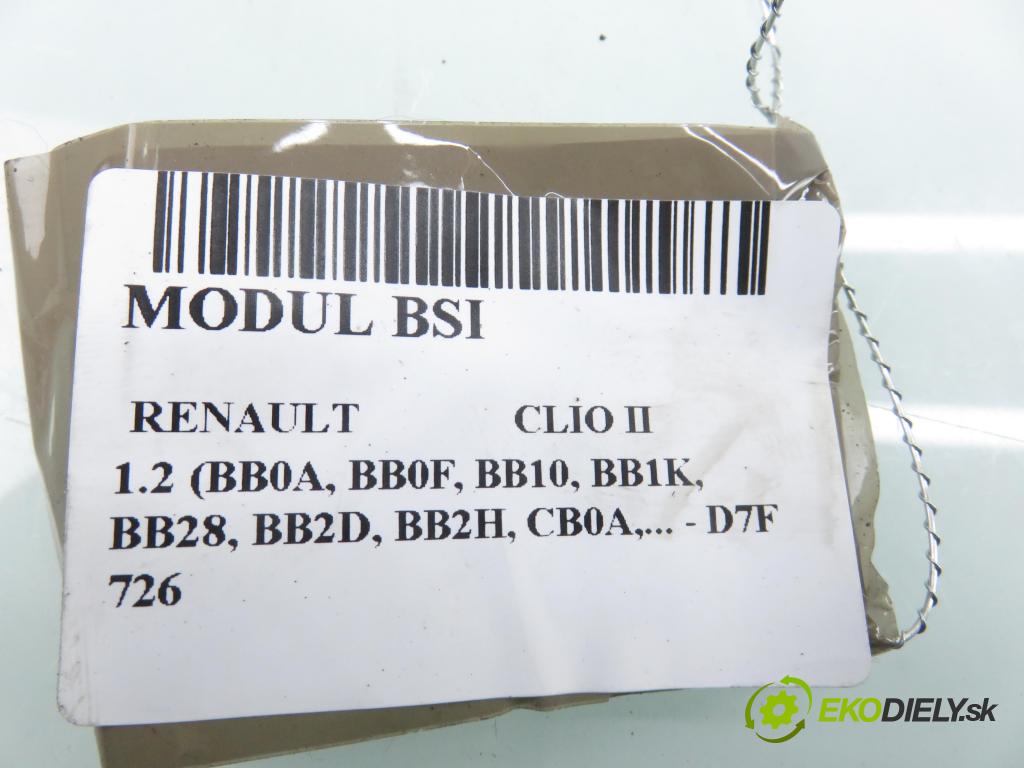 MODUL BSI
RENAULT CLIO II
1.2 (BB0A, BB0F, BB10, BB1K,
BB28, BB2D, BB2H, CB0A,... - D7F
726
EKODIELY.sk